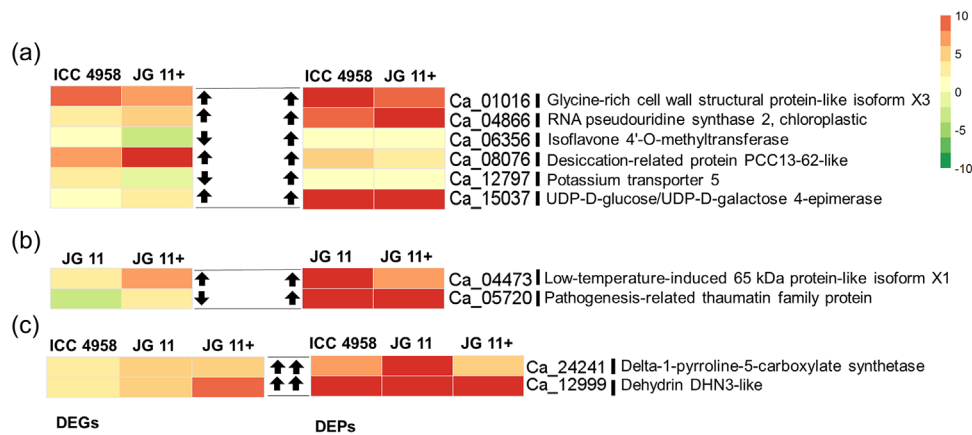 10
5
0
-5
-10
(a)
ICC 4958 JG 11+ ICC 4958 JG 11+
Ca_01016 Glycine-rich cell wall structural protein-like isoform X3
Ca_04866 RNA pseudouridine synthase 2, chloroplastic
Ca_06356 Isoflavone 4'-O-methyltransferase
Ca_08076 Desiccation-related protein PCC13-62-like
Ca_12797 Potassium transporter 5
Ca_15037 UDP-D-glucose/UDP-D-galactose 4-epimerase
(b)
JG 11 JG 11+ JG 11 JG 11+
Ca_04473 Low-temperature-induced 65 kDa protein-like isoform X1
Ca_05720 Pathogenesis-related thaumatin family protein
(c)
ICC 4958 JG 11 JG 11+ ICC 4958 JG 11 JG 11+
Ca_24241 Delta-1-pyrroline-5-carboxylate synthetase
Ca_12999 Dehydrin DHN3-like
DEGs DEPs